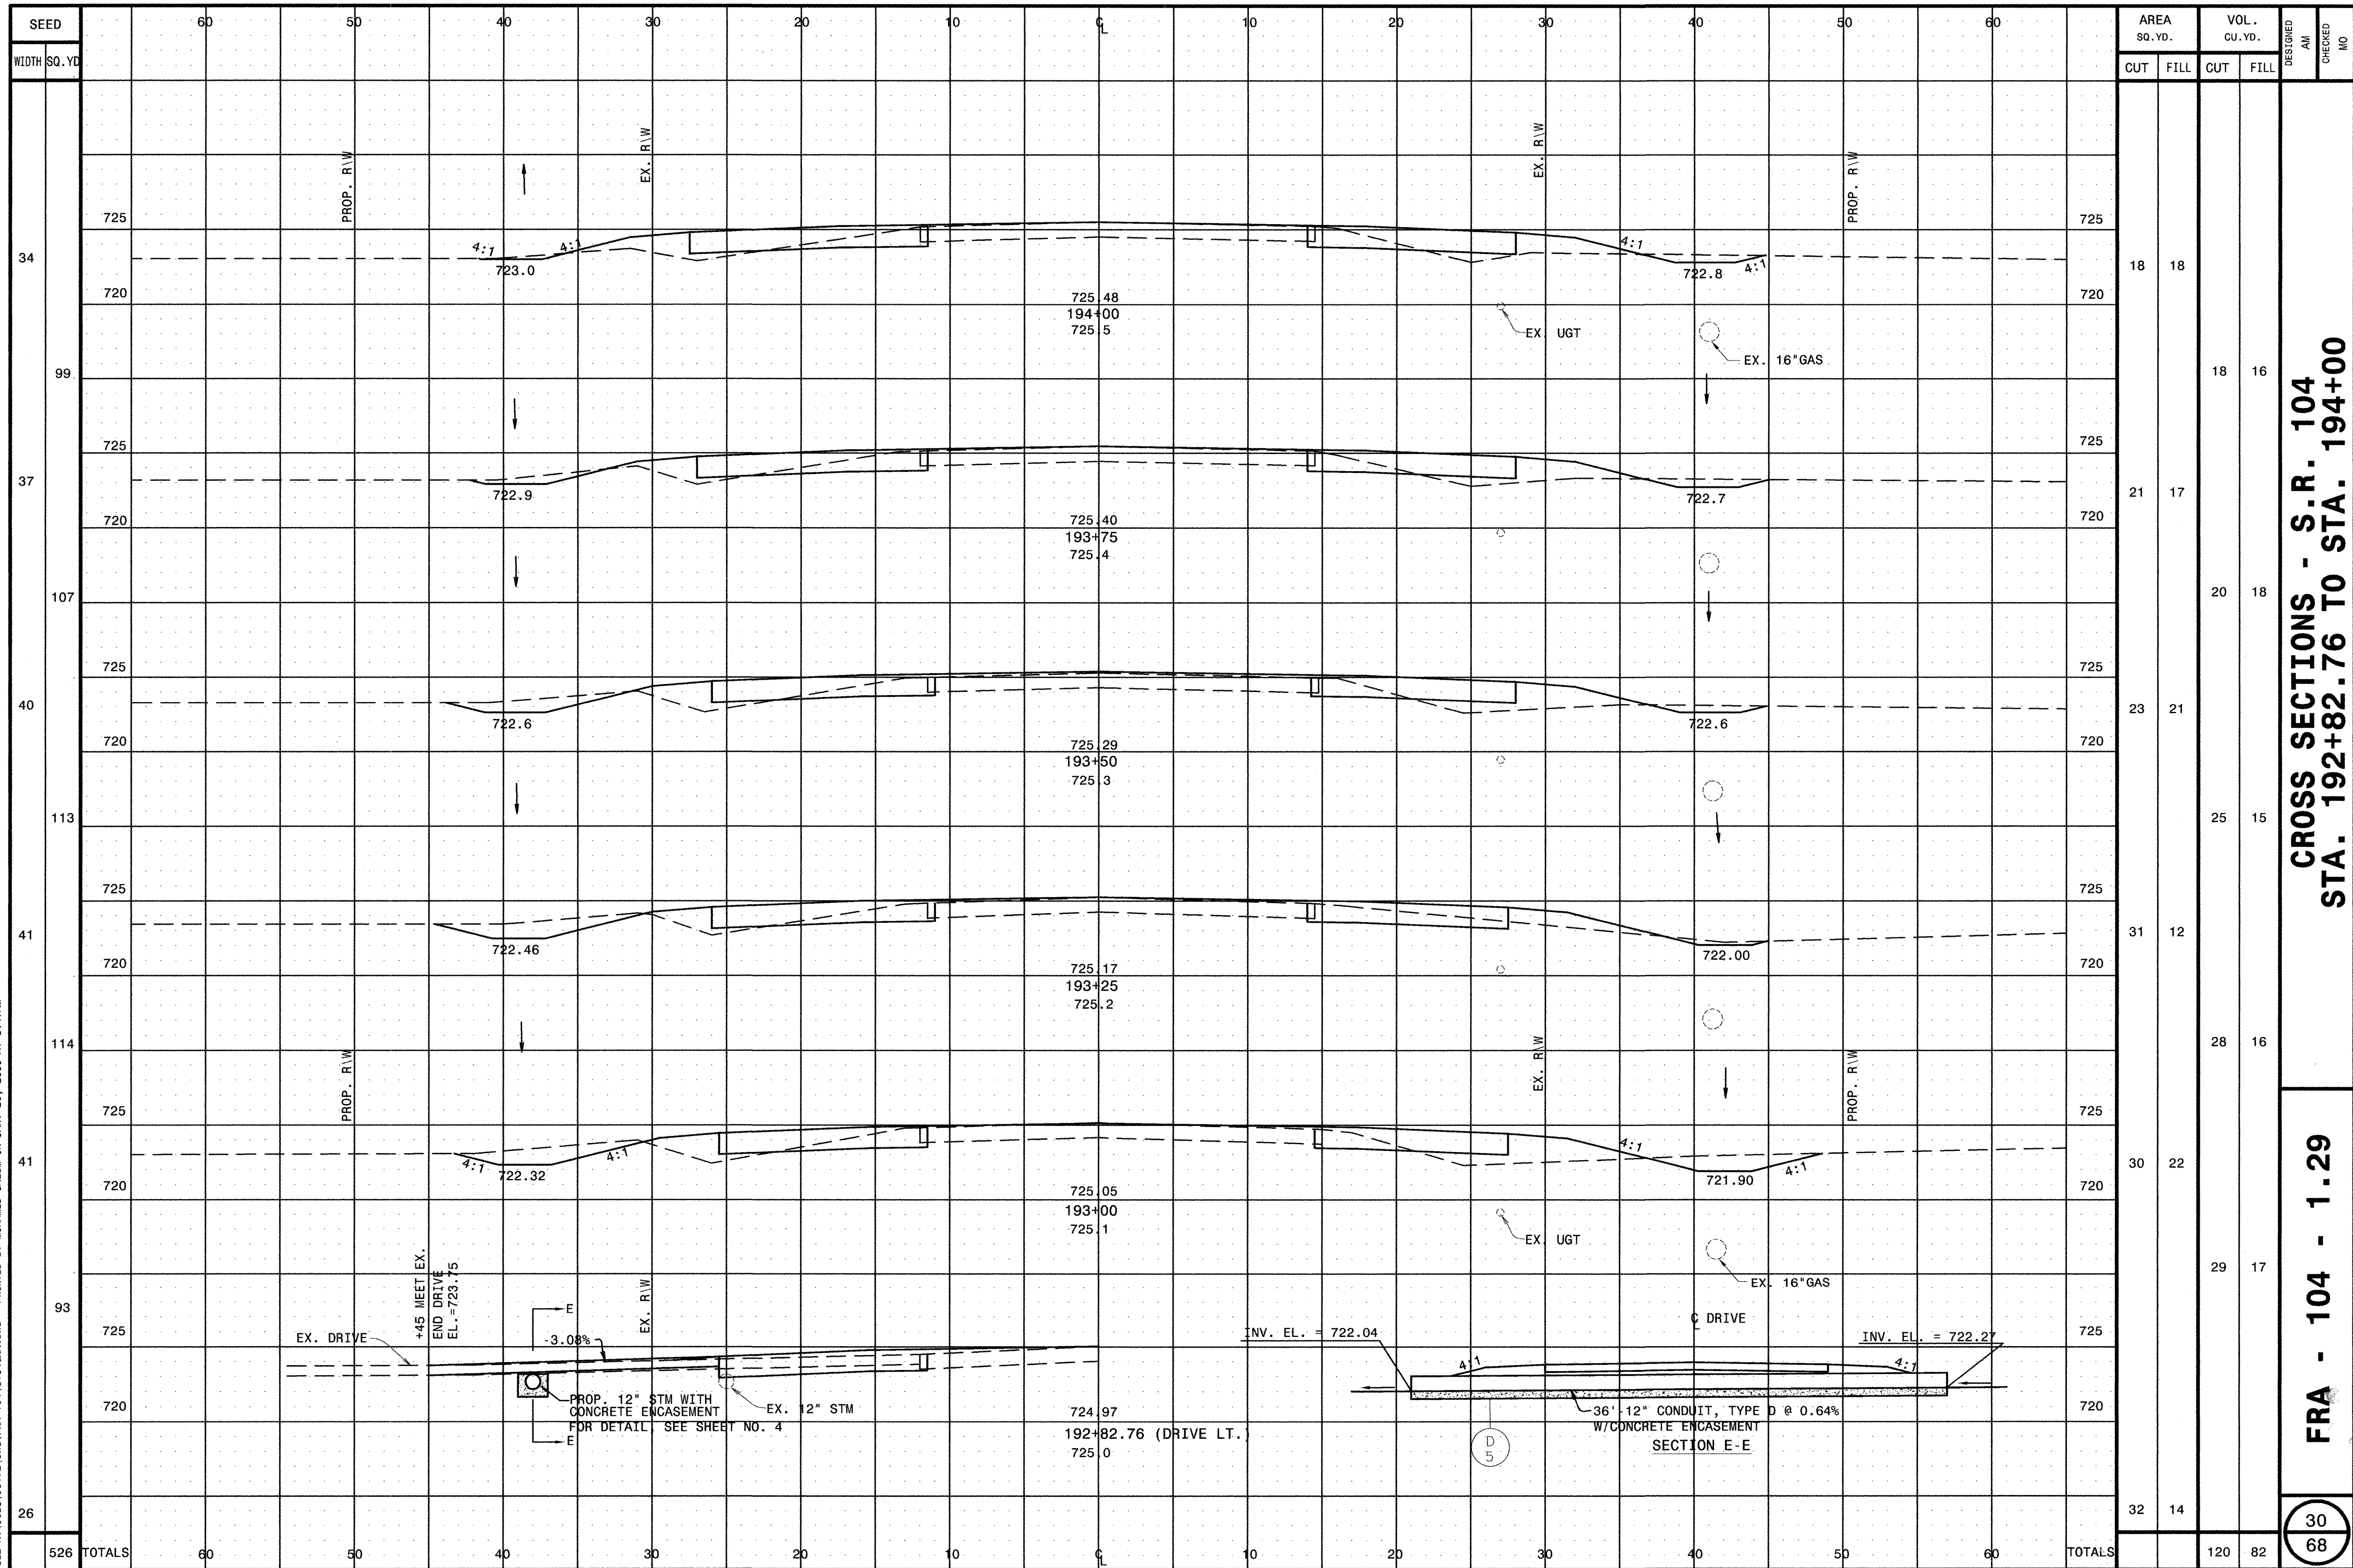 SEED
WIDTH SQ.YD
60 50 40 30 20 10 CL 10 20 30 40 50 60
AREA
SQ.YD.
CUT FILL
VOL.
CU.YD.
CUT FILL
DESIGNED
AM
CHECKED
MO
PROP. R\W
EX. R\W
EX. R\W
PROP. R\W
725
725
4:1
4:1
4:1
4:1
34
723.0
722.8
18 18
720
725.48
194+00
725.5
720
EX. UGT
EX. 16"GAS
99
18 16
725
725
37
722.9
722.7
21 17
720
725.40
193+75
725.4
720
107
20 18
725
725
40
722.6
722.6
23 21
720
725.29
193+50
725.3
720
113
25 15
725
725
41
722.46
722.00
31 12
720
725.17
193+25
725.2
720
114
28 16
PROP. R\W
EX. R\W
PROP. R\W
725
725
4:1
4:1
4:1
4:1
41
722.32
721.90
30 22
720
725.05
193+00
725.1
720
EX. UGT
EX. 16"GAS
29 17
93
+45 MEET EX.
END DRIVE
EL.=723.75
EX. R\W
E
EX. DRIVE
-3.08%
725
725
CL DRIVE
INV. EL. = 722.04
INV. EL. = 722.27
4:1
4:1
PROP. 12" STM WITH
CONCRETE ENCASEMENT
FOR DETAIL, SEE SHEET NO. 4
E
EX. 12" STM
720
724.97
192+82.76 (DRIVE LT.)
725.0
720
36'-12" CONDUIT, TYPE D @ 0.64%
W/CONCRETE ENCASEMENT
SECTION E-E
D
5
26
32 14
526 TOTALS
60 50 40 30 20 10 CL 10 20 30 40 50 60
TOTALS
120 82
CROSS SECTIONS - S.R. 104
STA. 192+82.76 TO STA. 194+00
FRA - 104 - 1.29
30
68